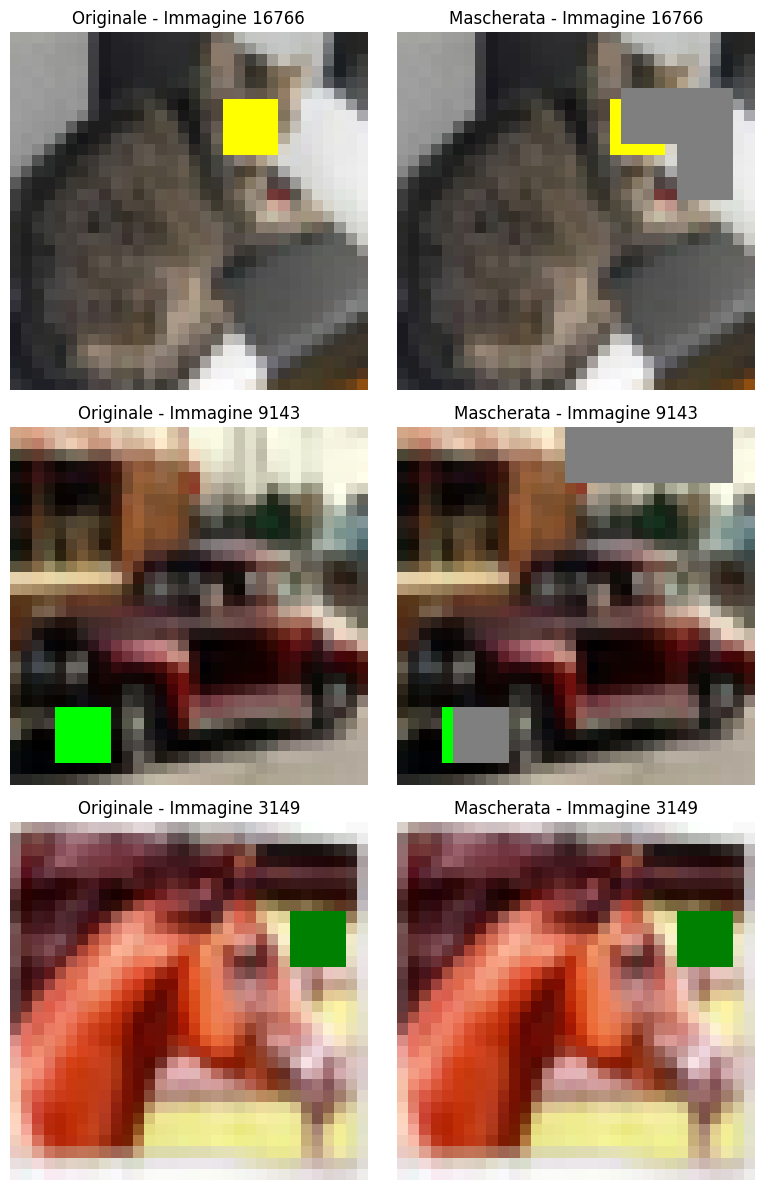 Originale - Immagine 16766
Mascherata - Immagine 16766
Originale - Immagine 9143
Mascherata - Immagine 9143
Originale - Immagine 3149
Mascherata - Immagine 3149